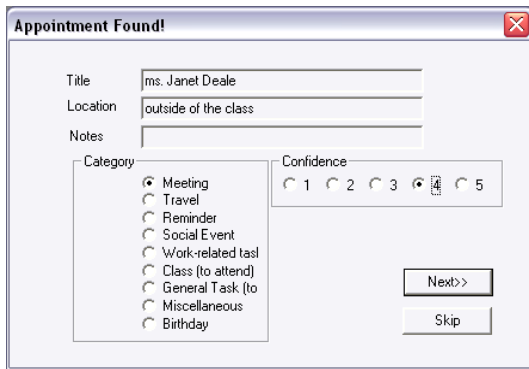 Appointment Found!
Title ms. Janet Deale
Location outside of the class
Notes
Category
Meeting
Travel
Reminder
Social Event
Work-related tasl
Class (to attend)
General Task (to
Miscellaneous
Birthday
Confidence
1 2 3 4 5
Next>>
Skip